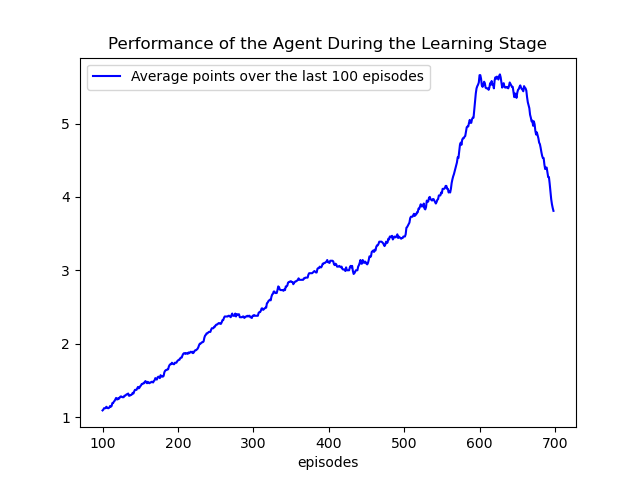 Performance of the Agent During the Learning Stage
Average points over the last 100 episodes
5
4
3
2
1
100 200 300 400 500 600 700
episodes